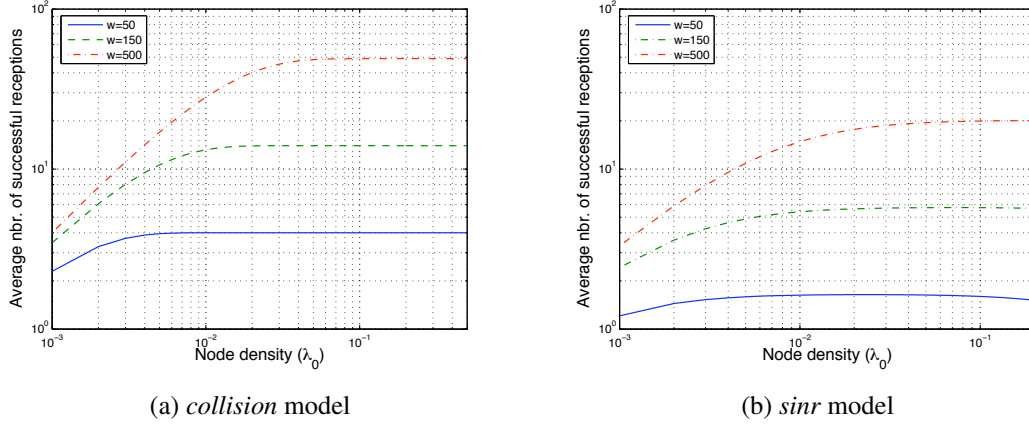 10^2
10^1
10^0
Average nbr. of successful receptions
w=50
w=150
w=500
10^-3
10^-2
10^-1
Node density (λ_0)
(a) collision model
10^2
10^1
10^0
Average nbr. of successful receptions
w=50
w=150
w=500
10^-3
10^-2
10^-1
Node density (λ_0)
(b) sinr model